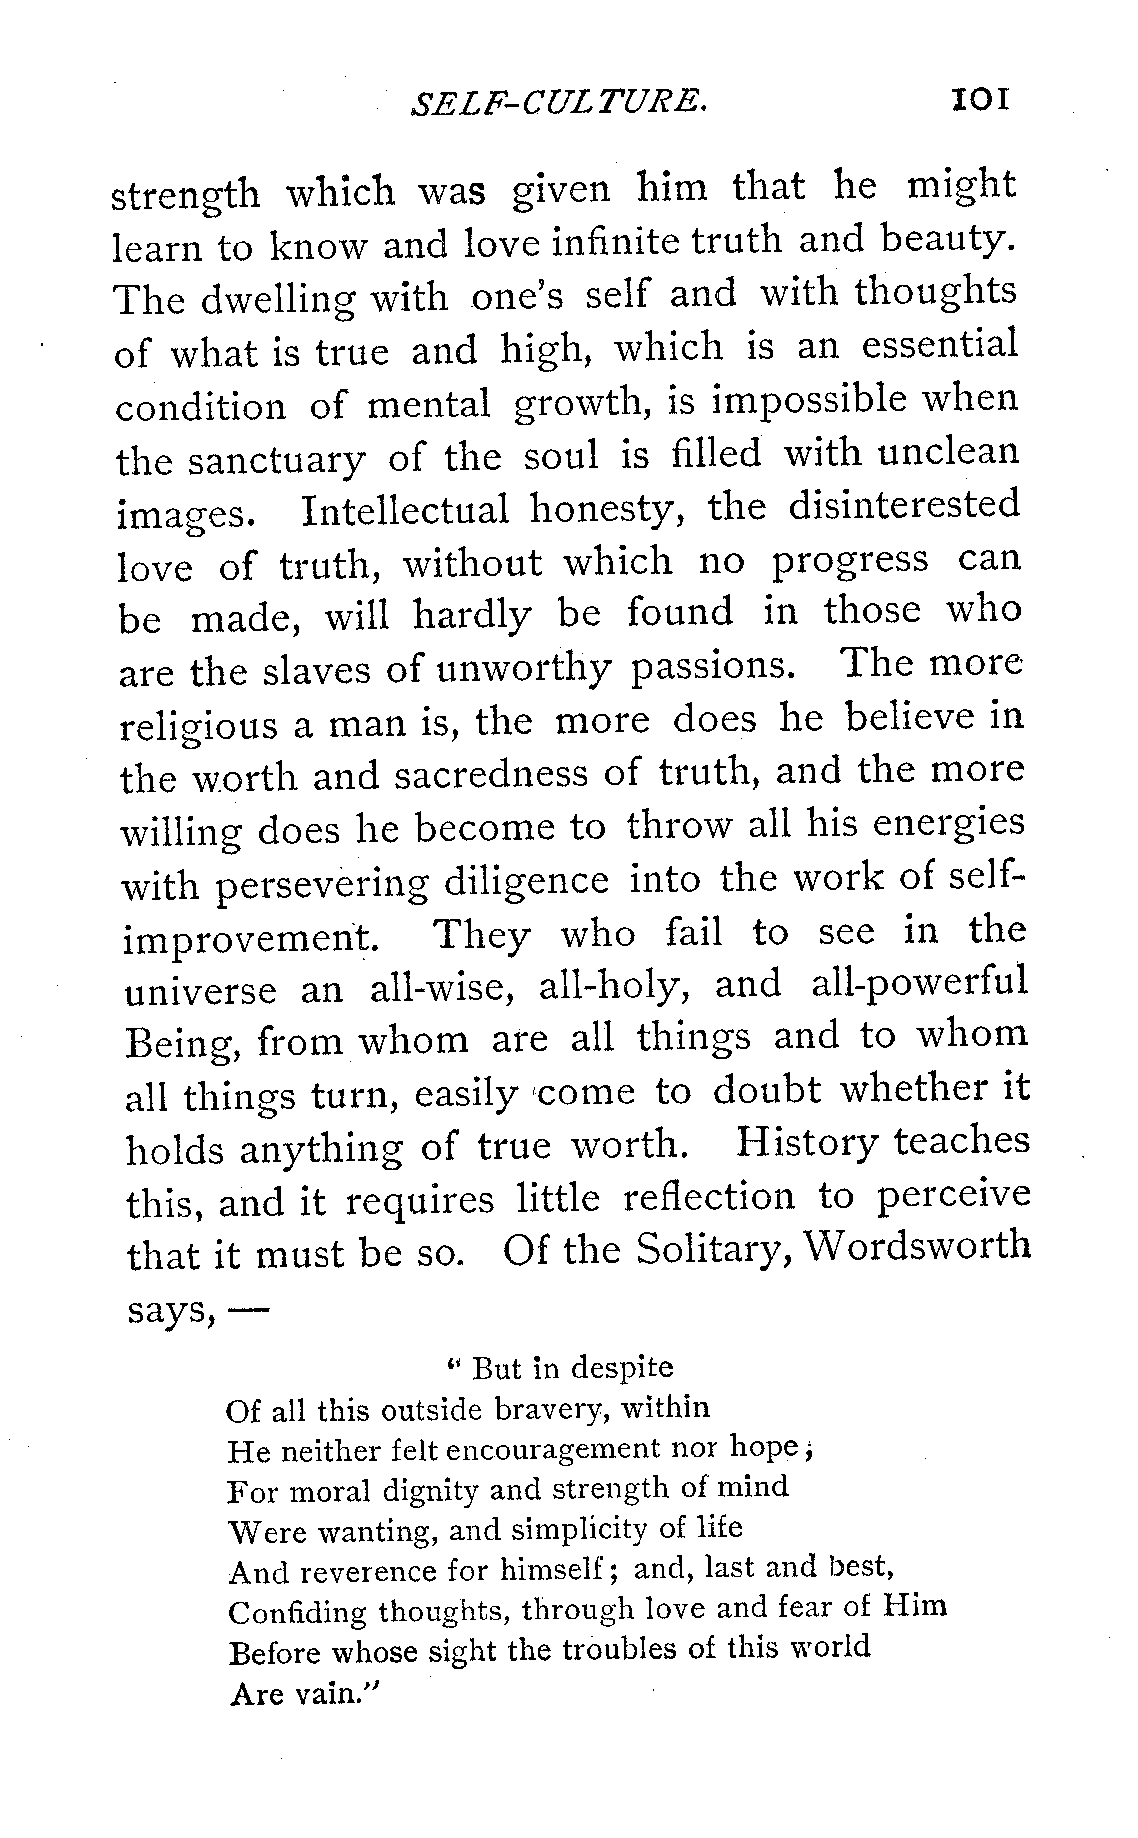 SELF-CULTURE. 101
strength which was given him that he might
learn to know and love infinite truth and beauty.
The dwelling with one's self and with thoughts
of what is true and high, which is an essential
condition of mental growth, is impossible when
the sanctuary of the soul is filled with unclean
images. Intellectual honesty, the disinterested
love of truth, without which no progress can
be made, will hardly be found in those who
are the slaves of unworthy passions. The more
religious a man is, the more does he believe in
the worth and sacredness of truth, and the more
willing does he become to throw all his energies
with persevering diligence into the work of self-
improvement. They who fail to see in the
universe an all-wise, all-holy, and all-powerful
Being, from whom are all things and to whom
all things turn, easily come to doubt whether it
holds anything of true worth. History teaches
this, and it requires little reflection to perceive
that it must be so. Of the Solitary, Wordsworth
says, —
" But in despite
Of all this outside bravery, within
He neither felt encouragement nor hope;
For moral dignity and strength of mind
Were wanting, and simplicity of life
And reverence for himself; and, last and best,
Confiding thoughts, through love and fear of Him
Before whose sight the troubles of this world
Are vain."